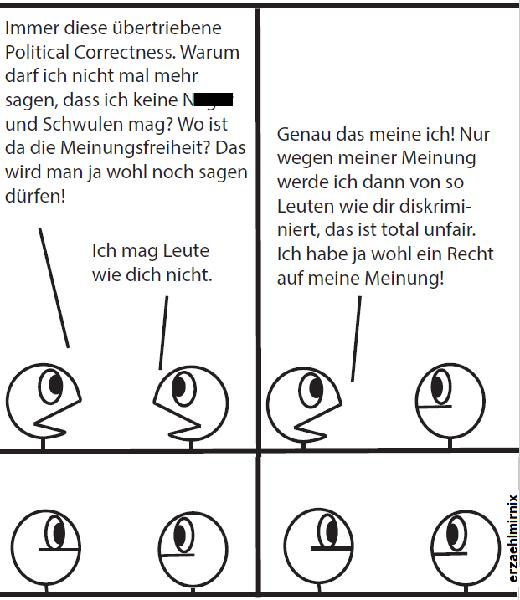 Immer diese übertriebene
Political Correctness. Warum
darf ich nicht mal mehr
sagen, dass ich keine
und Schwulen mag? Wo ist
da die Meinungsfreiheit? Das
wird man ja wohl noch sagen
dürfen!
Ich mag Leute
wie dich nicht.
Genau das meine ich! Nur
wegen meiner Meinung
werde ich dann von so
Leuten wie dir diskrimi-
niert, das ist total unfair.
Ich habe ja wohl ein Recht
auf meine Meinung!
erzaehlmirnix